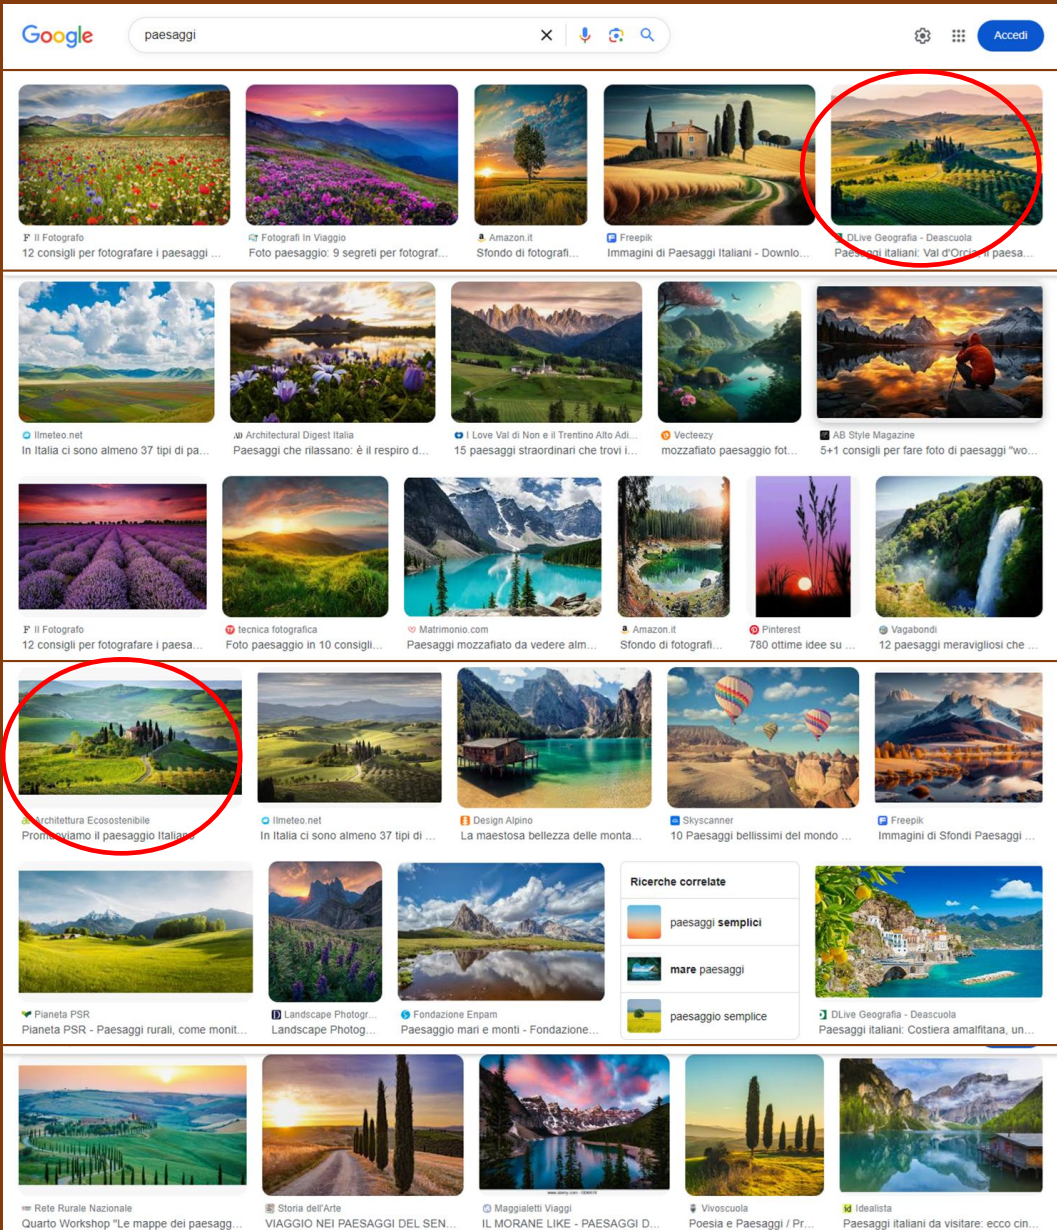 Google
paesaggi
Accedi
Il Fotografo
12 consigli per fotografare i paesaggi ...
Fotografi In Viaggio
Foto paesaggio: 9 segreti per fotograf...
Amazon.it
Sfondo di fotografi...
Freepik
Immagini di Paesaggi Italiani - Downlo...
DLive Geografia - Deascuola
Paesaggi italiani: Val d'Orcia, il paesa...
Ilmeteo.net
In Italia ci sono almeno 37 tipi di pa...
AD Architectural Digest Italia
Paesaggi che rilassano: è il respiro d...
I Love Val di Non e il Trentino Alto Adi...
15 paesaggi straordinari che trovi i...
Vecteezy
mozzafiato paesaggio fot...
AB Style Magazine
5+1 consigli per fare foto di paesaggi "wo...
Il Fotografo
12 consigli per fotografare i paesa...
tecnica fotografica
Foto paesaggio in 10 consigli...
Matrimonio.com
Paesaggi mozzafiato da vedere alm...
Amazon.it
Sfondo di fotografi...
Pinterest
780 ottime idee su ...
Vagabondi
12 paesaggi meravigliosi che ...
Architettura Ecosostenibile
Promuoviamo il paesaggio Italiano
Ilmeteo.net
In Italia ci sono almeno 37 tipi di ...
Design Alpino
La maestosa bellezza delle monta...
Skyscanner
10 Paesaggi bellissimi del mondo ...
Freepik
Immagini di Sfondi Paesaggi ...
Pianeta PSR
Pianeta PSR - Paesaggi rurali, come monit...
Landscape Photogr...
Landscape Photog...
Fondazione Enpam
Paesaggio mari e monti - Fondazione...
Ricerche correlate
paesaggi semplici
mare paesaggi
paesaggio semplice
DLive Geografia - Deascuola
Paesaggi italiani: Costiera amalfitana, un...
Rete Rurale Nazionale
Quarto Workshop "Le mappe dei paesagg...
Storia dell'Arte
VIAGGIO NEI PAESAGGI DEL SEN...
Maggialetti Viaggi
IL MORANE LIKE - PAESAGGI D...
Vivoscuola
Poesia e Paesaggi / Pr...
id Idealista
Paesaggi italiani da visitare: ecco cin...